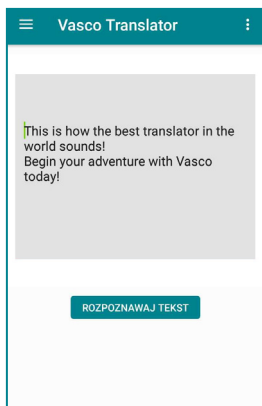 Vasco Translator
This is how the best translator in the
world sounds!
Begin your adventure with Vasco
today!
ROZPOZNAWAJ TEKST